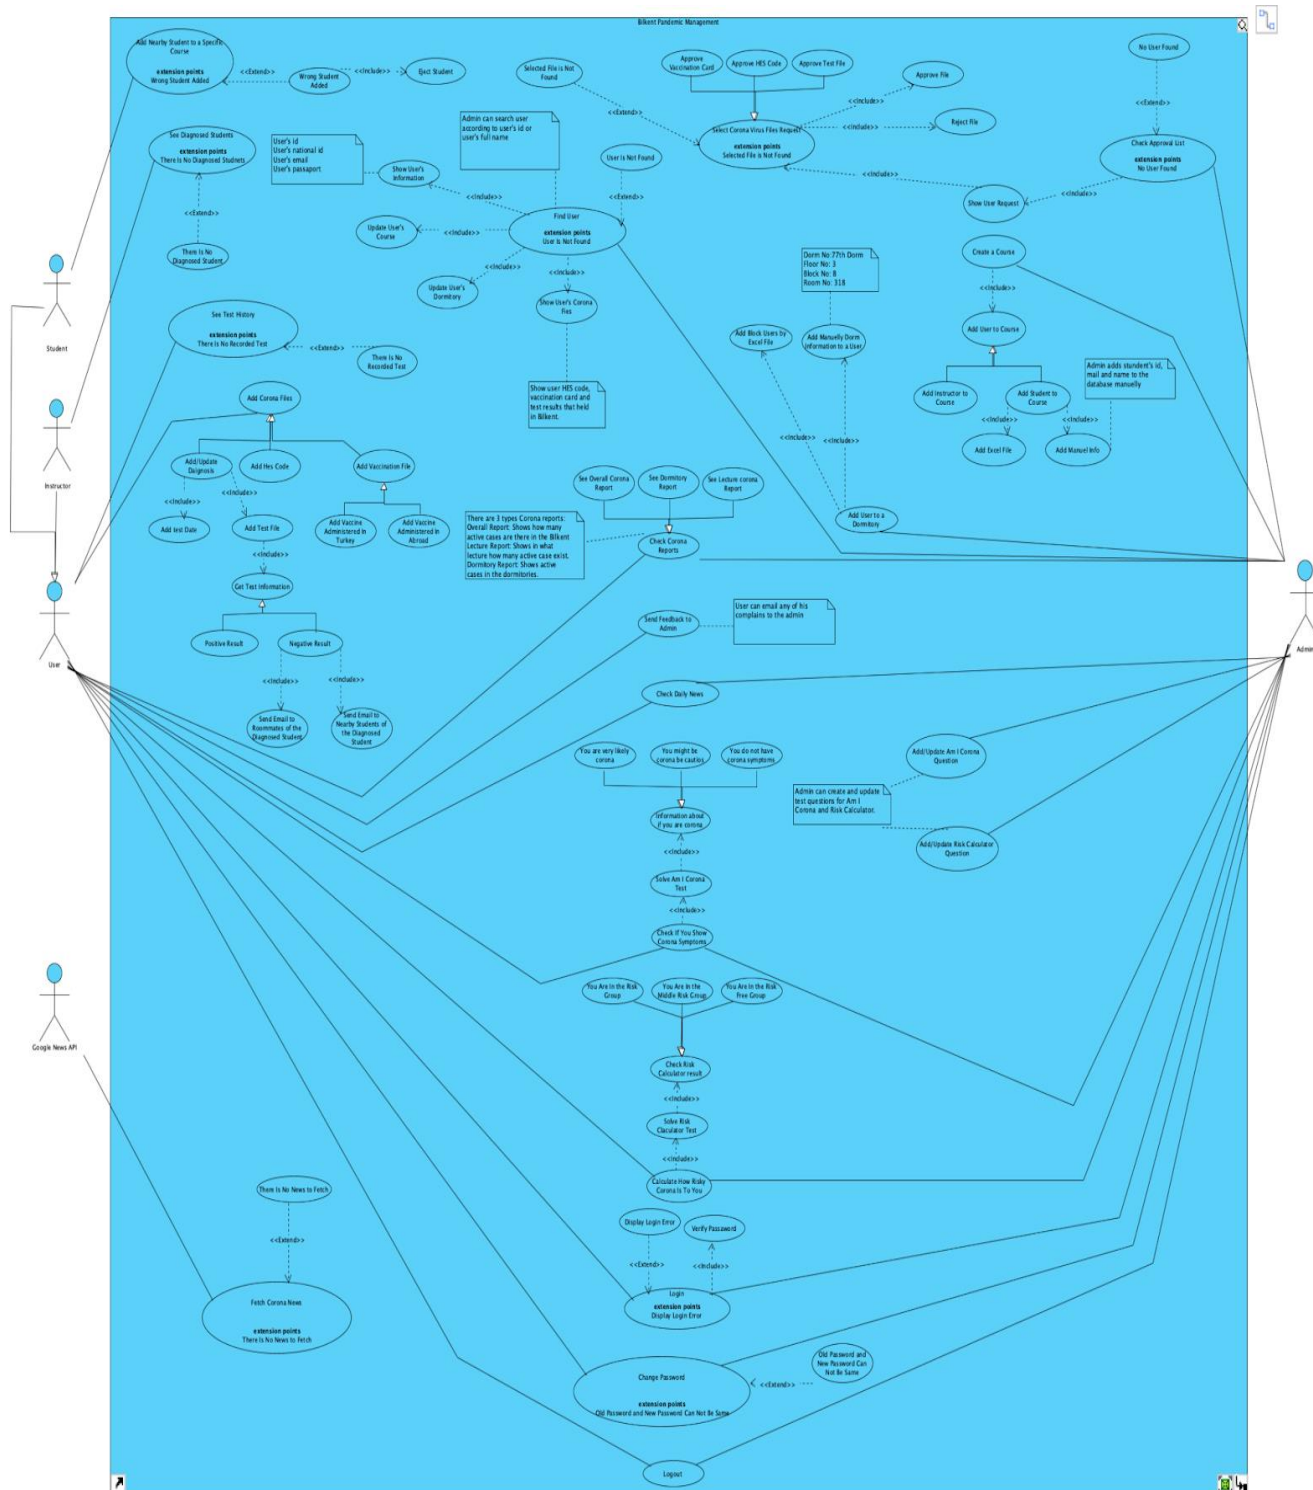 Bilkent Pandemic Management
Add Nearby Student to a Specific
Course
extension points
Wrong Student Added
<<Extend>>
Wrong Student
Added
<<Include>>
Eject Student
Selected File is Not
Found
<<Extend>>
Approve
Vaccination Card
Approve HES Code
Approve Test File
Select Corona Virus Files Request
extension points
Selected File is Not Found
<<Include>>
Approve File
<<Include>>
Reject File
No User Found
<<Extend>>
Check Approval List
extension points
No User Found
<<Include>>
Show User Request
<<Include>>
See Diagnosed Students
extension points
There Is No Diagnosed Studnets
<<Extend>>
There Is No
Diagnosed Student
User's id
User's national id
User's email
User's passaport
Show User's
Information
Admin can search user
according to user's id or
user's full name
User Is Not Found
<<Extend>>
Find User
extension points
User Is Not Found
<<Include>>
Update User's
Course
<<Include>>
Update User's
Dormitory
<<Include>>
<<Include>>
Show User's Corona
Fies
Show user HES code,
vaccination card and
test results that held
in Bilkent.
Dorm No:77th Dorm
Floor No: 3
Block No: B
Room No: 318
Add Block Users by
Excel File
Add Manuelly Dorm
Information to a User
<<Include>>
<<Include>>
Add User to a
Dormitory
Create a Course
<<Include>>
Add User to Course
Add Instructor to
Course
Add Student to
Course
<<Include>>
<<Include>>
Add Excel File
Add Manuel Info
Admin adds stundent's id,
mail and name to the
database manuelly
Student
Instructor
User
Google News API
Admin
See Test History
extension points
There Is No Recorded Test
<<Extend>>
There Is No
Recorded Test
Add Corona Files
Add/Update
Daignosis
Add Hes Code
Add Vaccination File
<<Include>>
<<Include>>
Add test Date
Add Test File
Add Vaccine
Administered In
Turkey
Add Vaccine
Administered In
Abroad
<<Include>>
Get Test Information
Positive Result
Negative Result
<<Include>>
<<Include>>
Send Email to
Roommates of the
Diagnosed Student
Send Email to
Nearby Students of
the Diagnosed
Student
See Overall Corona
Report
See Dormitory
Report
See Lecture corona
Report
Check Corona
Reports
There are 3 types Corona reports:
Overall Report: Shows how many
active cases are there in the Bilkent
Lecture Report: Shows in what
lecture how many active case exist.
Dormitory Report: Shows active
cases in the dormitories.
Send Feedback to
Admin
User can email any of his
complains to the admin
Check Daily News
You are very likely
corona
You might be
corona be cautios
You do not have
corona symptoms
Information about
if you are corona
<<Include>>
Solve Am I Corona
Test
<<Include>>
Check If You Show
Corona Symptoms
Add/Update Am I Corona
Question
Admin can create and update
test questions for Am I
Corona and Risk Calculator.
Add/Update Risk Calculator
Question
You Are In the Risk
Group
You Are In the
Middle Risk Group
You Are In the Risk
Free Group
Check Risk
Calculator result
<<Include>>
Solve Risk
Claculator Test
<<Include>>
Calculate How Risky
Corona Is To You
There Is No News to Fetch
<<Extend>>
Fetch Corona News
extension points
There Is No News to Fetch
Display Login Error
Verify Passaword
<<Extend>>
<<Include>>
Login
extension points
Display Login Error
Change Password
extension points
Old Password and New Password Can Not Be Same
<<Extend>>
Old Password and
New Password Can
Not Be Same
Logout